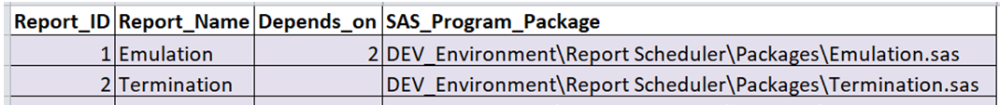 Report_ID Report_Name Depends_on SAS_Program_Package
1 Emulation 2 DEV_Environment\Report Scheduler\Packages\Emulation.sas
2 Termination DEV_Environment\Report Scheduler\Packages\Termination.sas